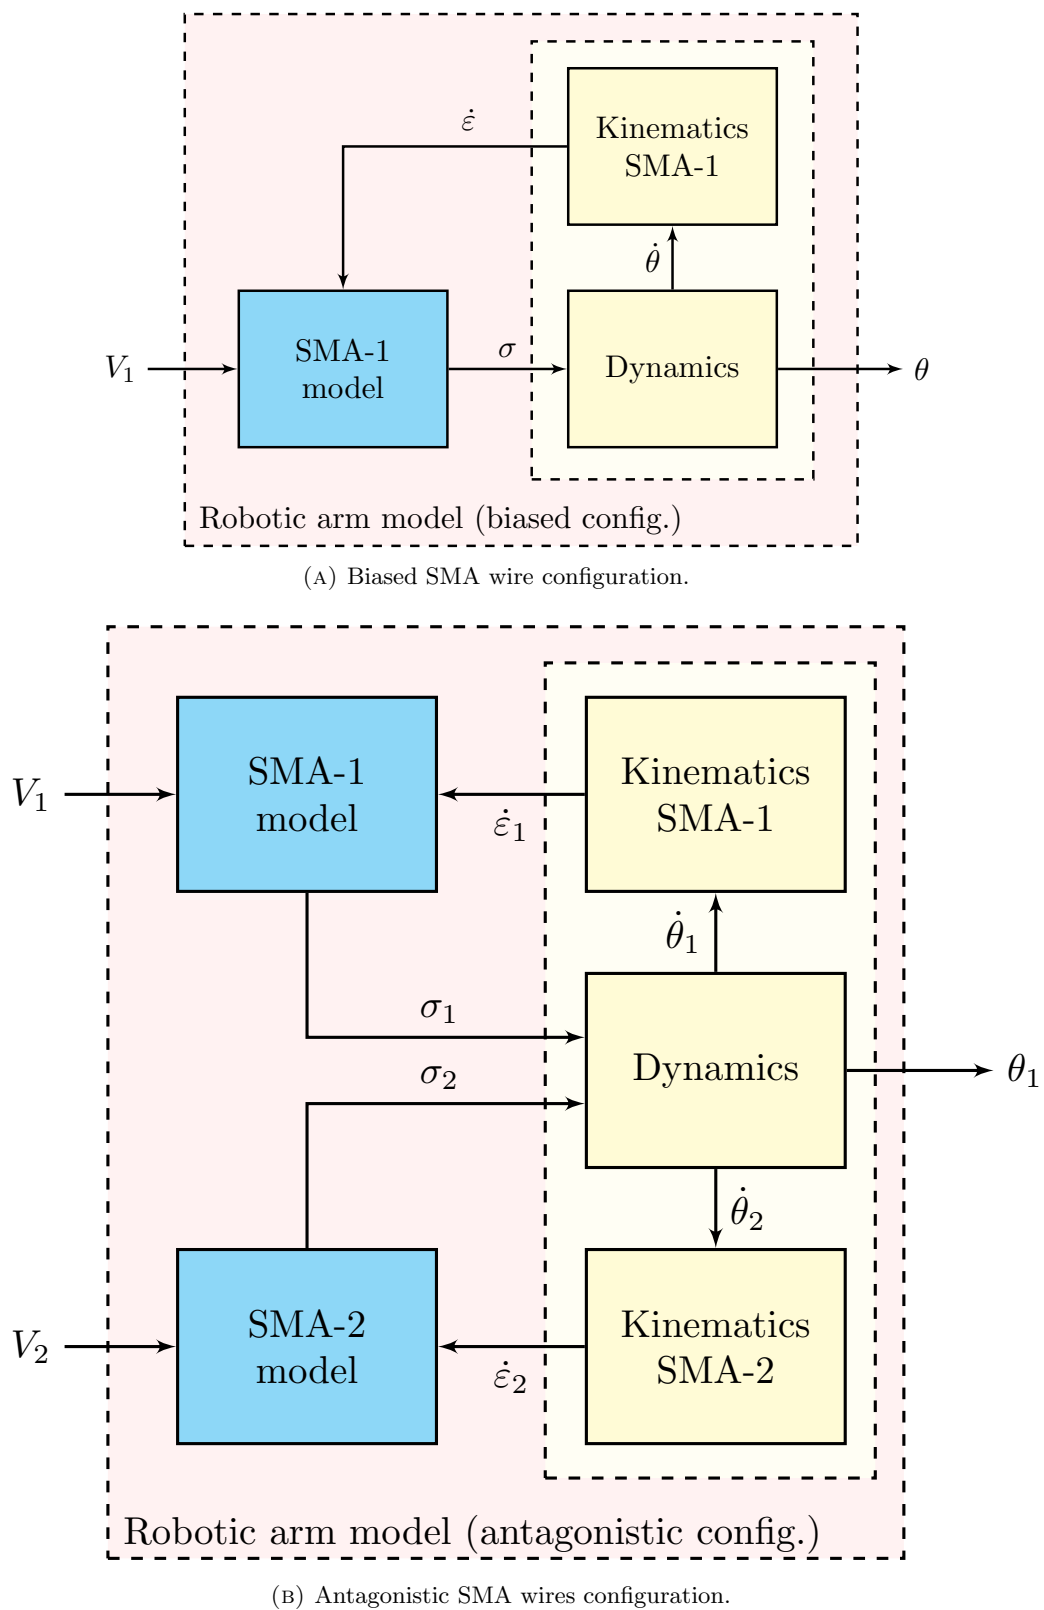 ε̇
Kinematics
SMA-1
θ̇
V₁
SMA-1
model
σ
Dynamics
θ
Robotic arm model (biased config.)
(A) Biased SMA wire configuration.
V₁
SMA-1
model
ε̇₁
Kinematics
SMA-1
θ̇₁
σ₁
σ₂
Dynamics
θ₁
θ̇₂
V₂
SMA-2
model
ε̇₂
Kinematics
SMA-2
Robotic arm model (antagonistic config.)
(B) Antagonistic SMA wires configuration.